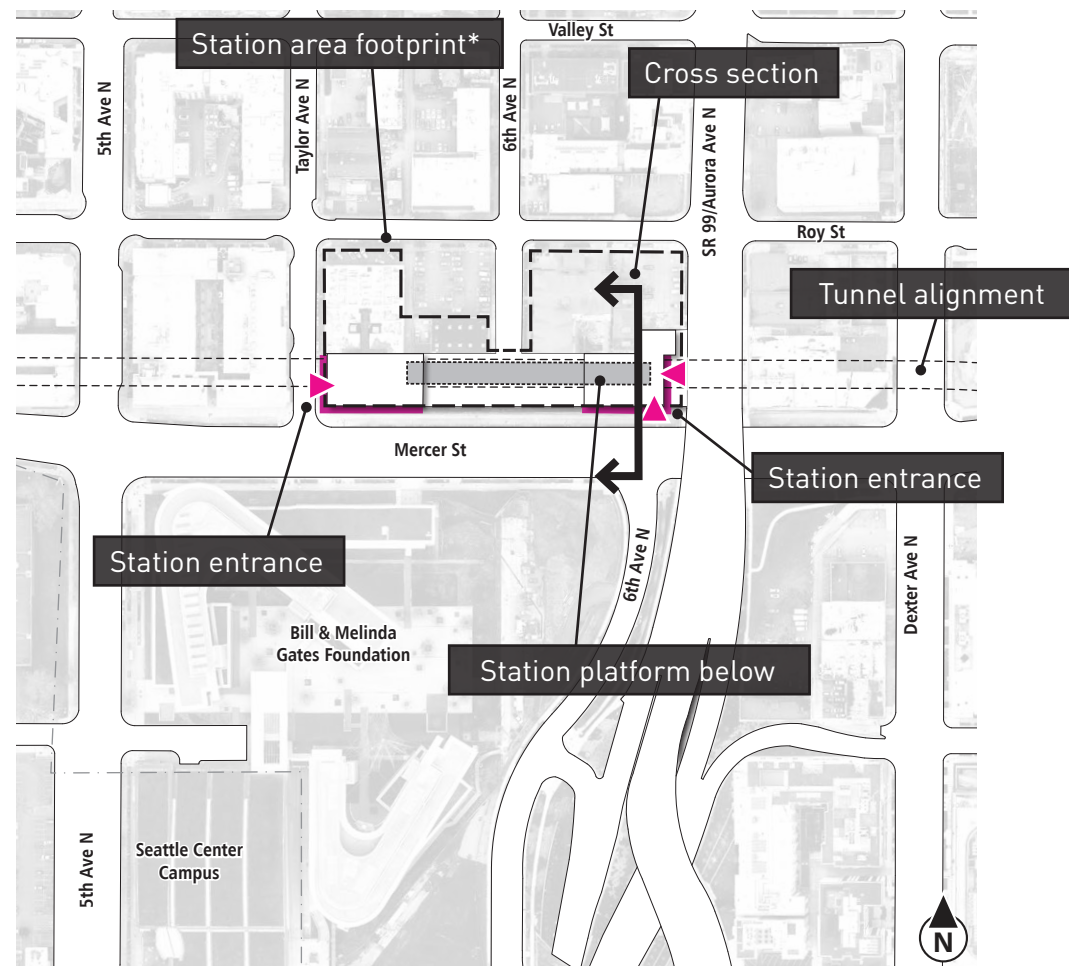 Valley St
Station area footprint*
Cross section
5th Ave N
Taylor Ave N
6th Ave N
SR 99/Aurora Ave N
Roy St
Tunnel alignment
Mercer St
Station entrance
Station entrance
6th Ave N
Dexter Ave N
Bill & Melinda
Gates Foundation
Station platform below
5th Ave N
Seattle Center
Campus
N